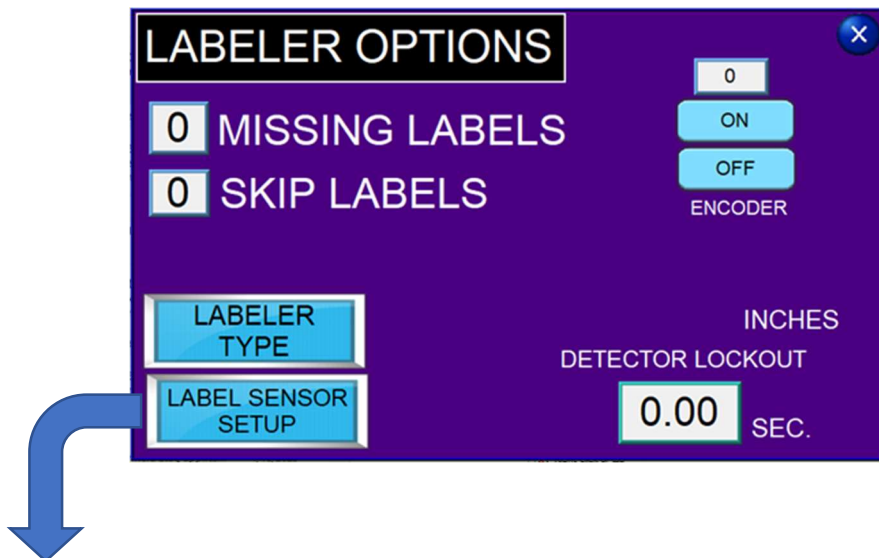 LABELER OPTIONS
0 MISSING LABELS
0 SKIP LABELS
0
ON
OFF
ENCODER
LABELER
TYPE
LABEL SENSOR
SETUP
INCHES
DETECTOR LOCKOUT
0.00 SEC.